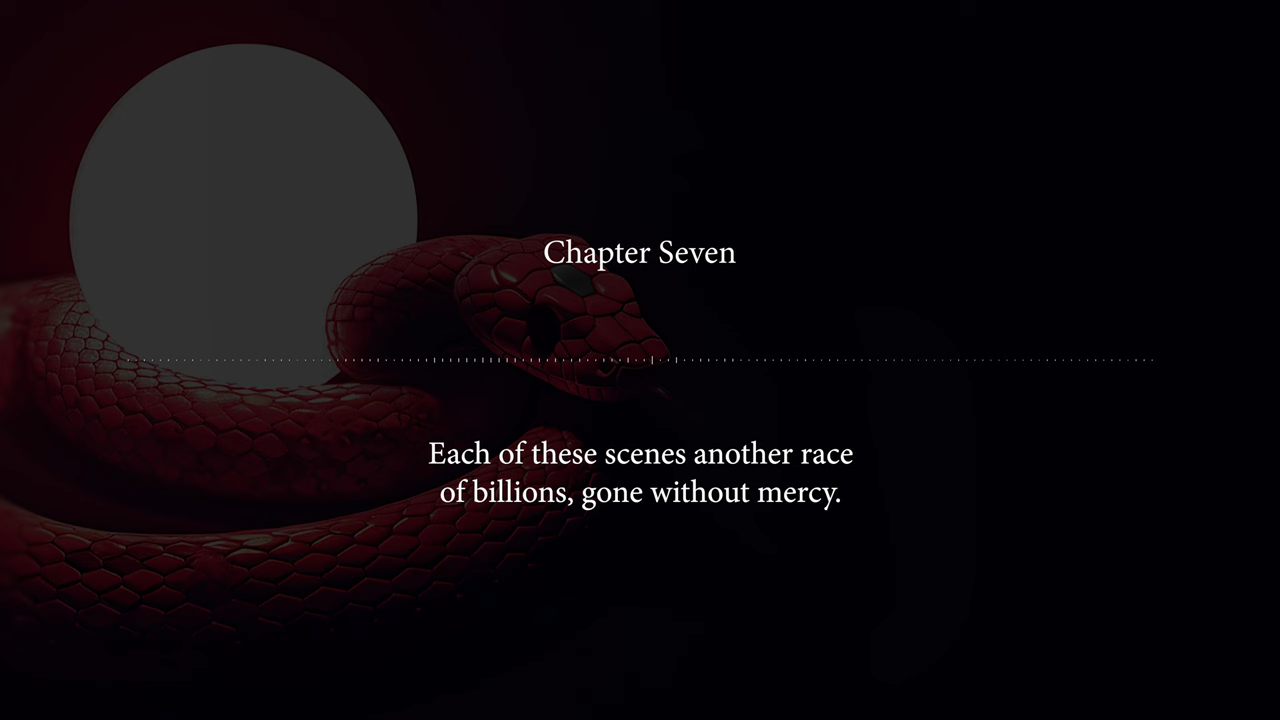 Chapter Seven
Each of these scenes another race
of billions, gone without mercy.